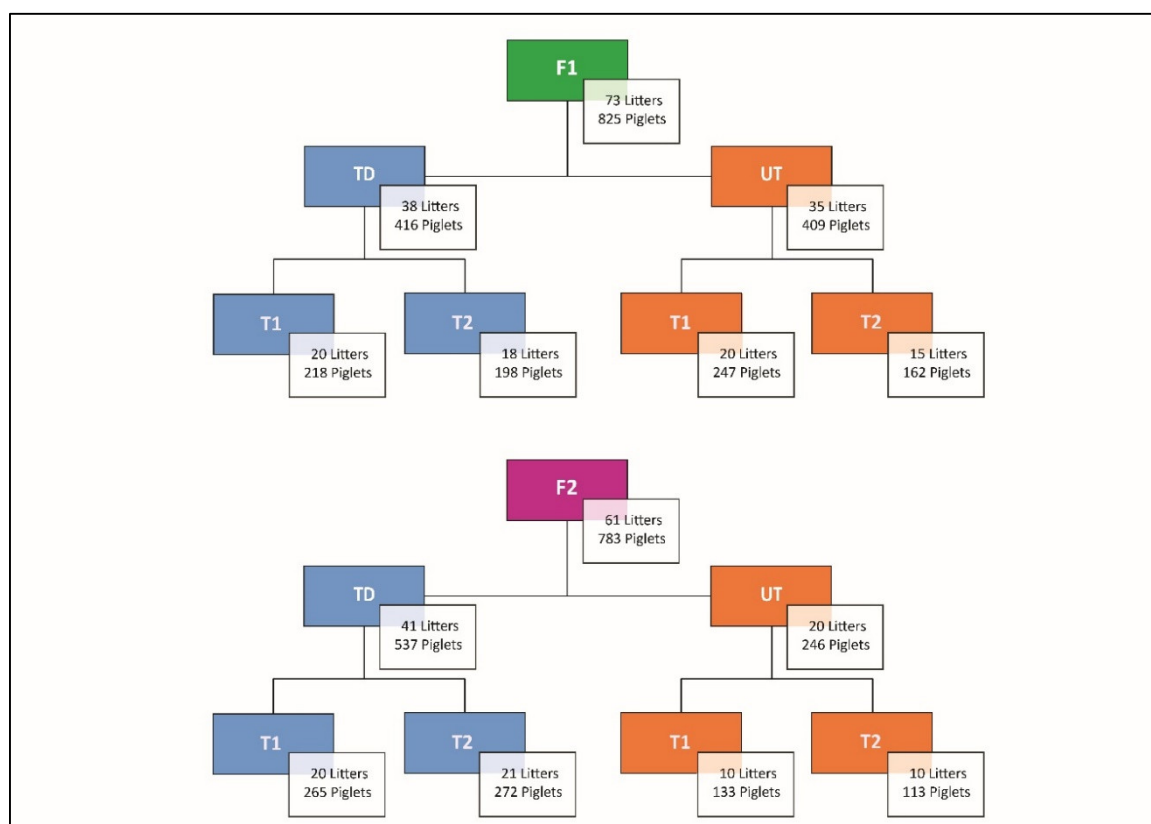 F1
73 Litters
825 Piglets
TD
38 Litters
416 Piglets
UT
35 Litters
409 Piglets
T1
20 Litters
218 Piglets
T2
18 Litters
198 Piglets
T1
20 Litters
247 Piglets
T2
15 Litters
162 Piglets
F2
61 Litters
783 Piglets
TD
41 Litters
537 Piglets
UT
20 Litters
246 Piglets
T1
20 Litters
265 Piglets
T2
21 Litters
272 Piglets
T1
10 Litters
133 Piglets
T2
10 Litters
113 Piglets